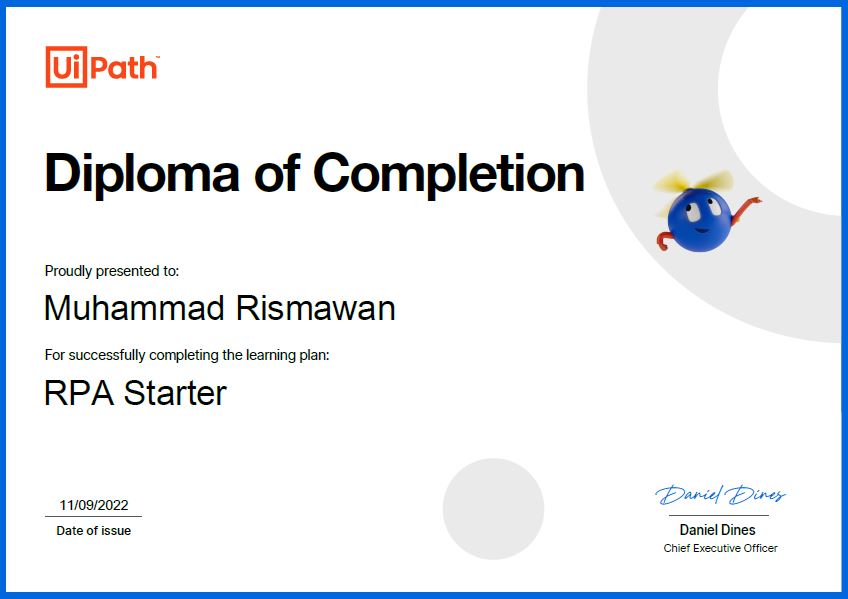 UiPath™
Diploma of Completion
Proudly presented to:
Muhammad Rismawan
For successfully completing the learning plan:
RPA Starter
11/09/2022
Date of issue
Daniel Dines
Daniel Dines
Chief Executive Officer